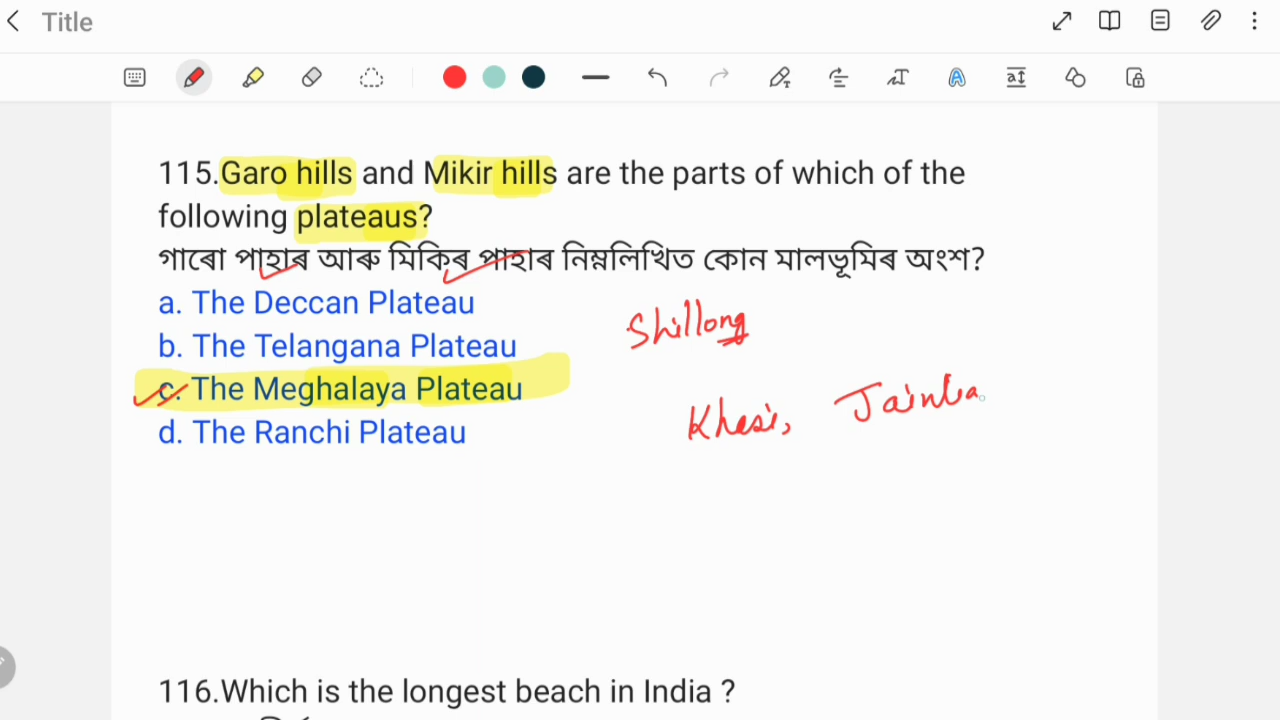 Title
115.Garo hills and Mikir hills are the parts of which of the
following plateaus?
গাৰো পাহাৰ আৰু মিকিৰ পাহাৰ নিম্নলিখিত কোন মালভূমিৰ অংশ?
a. The Deccan Plateau
b. The Telangana Plateau
Shillong
c. The Meghalaya Plateau
Khasi,
d. The Ranchi Plateau
116.Which is the longest beach in India ?